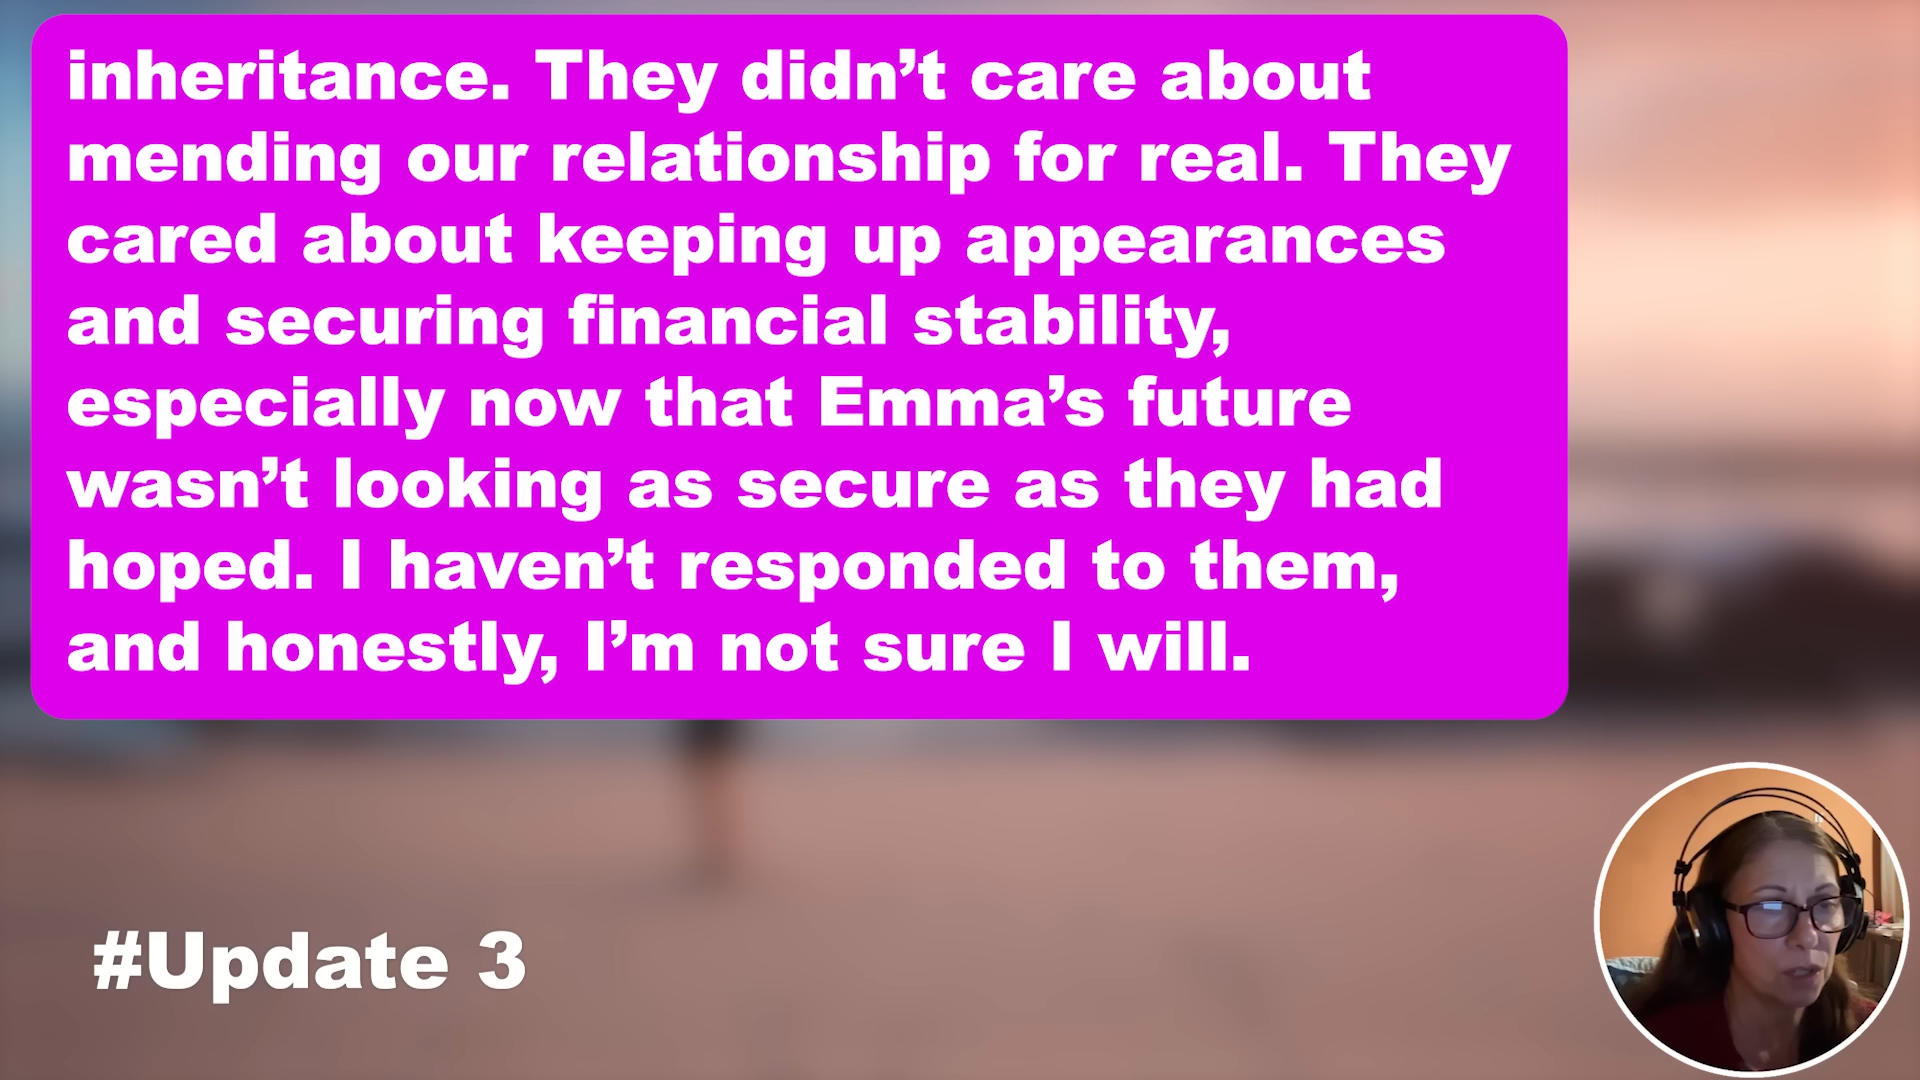 inheritance. They didn’t care about
mending our relationship for real. They
cared about keeping up appearances
and securing financial stability,
especially now that Emma’s future
wasn’t looking as secure as they had
hoped. I haven’t responded to them,
and honestly, I’m not sure I will.
#Update 3